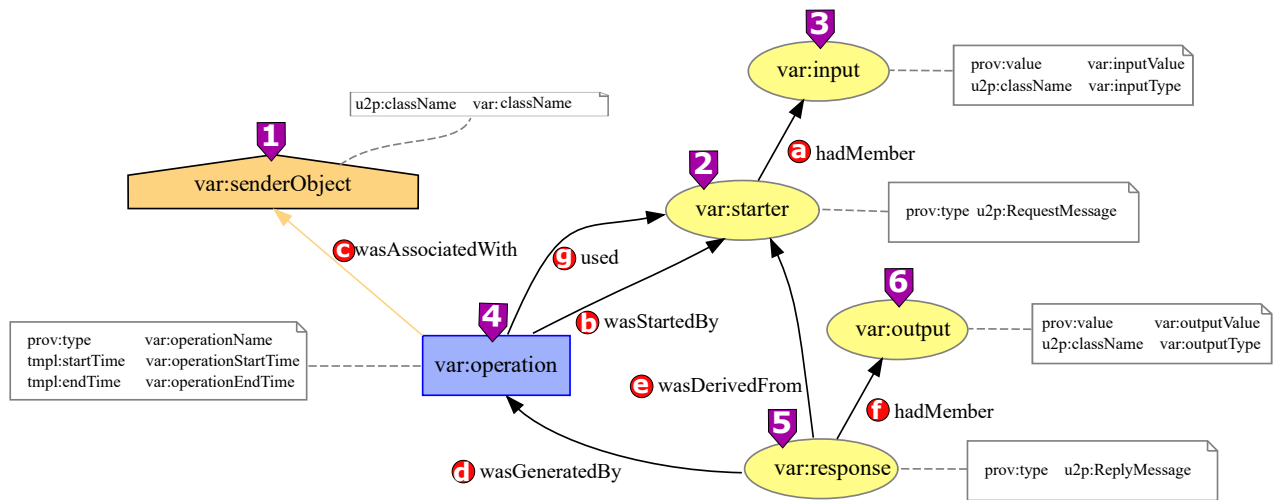 3
var:input
prov:value var:inputValue
u2p:className var:inputType
u2p:className var:className
1
var:senderObject
a hadMember
2
var:starter
prov:type u2p:RequestMessage
c wasAssociatedWith
g used
6
var:output
prov:value var:outputValue
u2p:className var:outputType
4
b wasStartedBy
prov:type var:operationName
tmpl:startTime var:operationStartTime
tmpl:endTime var:operationEndTime
var:operation
e wasDerivedFrom
f hadMember
5
d wasGeneratedBy
var:response
prov:type u2p:ReplyMessage